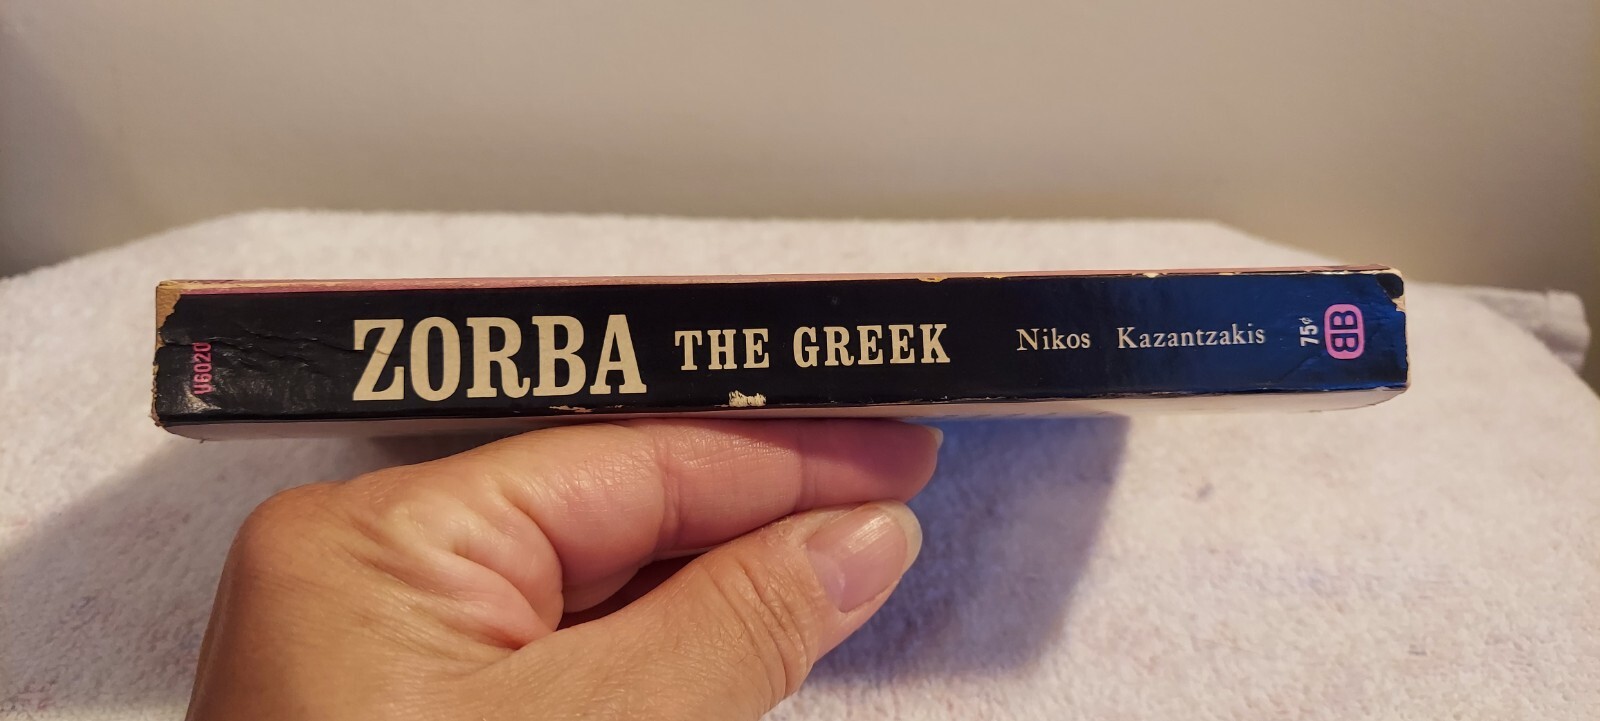 U6020
ZORBA THE GREEK
Nikos Kazantzakis
75¢
BB